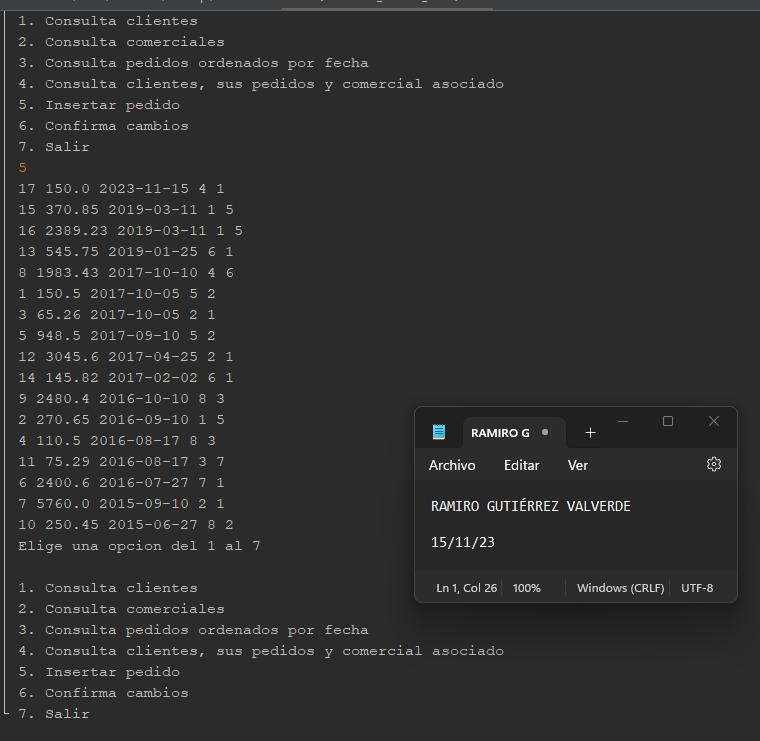 1. Consulta clientes
2. Consulta comerciales
3. Consulta pedidos ordenados por fecha
4. Consulta clientes, sus pedidos y comercial asociado
5. Insertar pedido
6. Confirma cambios
7. Salir
5
17 150.0 2023-11-15 4 1
15 370.85 2019-03-11 1 5
16 2389.23 2019-03-11 1 5
13 545.75 2019-01-25 6 1
8 1983.43 2017-10-10 4 6
1 150.5 2017-10-05 5 2
3 65.26 2017-10-05 2 1
5 948.5 2017-09-10 5 2
12 3045.6 2017-04-25 2 1
14 145.82 2017-02-02 6 1
9 2480.4 2016-10-10 8 3
2 270.65 2016-09-10 1 5
4 110.5 2016-08-17 8 3
11 75.29 2016-08-17 3 7
6 2400.6 2016-07-27 7 1
7 5760.0 2015-09-10 2 1
10 250.45 2015-06-27 8 2
Elige una opcion del 1 al 7
1. Consulta clientes
2. Consulta comerciales
3. Consulta pedidos ordenados por fecha
4. Consulta clientes, sus pedidos y comercial asociado
5. Insertar pedido
6. Confirma cambios
7. Salir
RAMIRO G
Archivo Editar Ver
RAMIRO GUTIÉRREZ VALVERDE
15/11/23
Ln 1, Col 26 100% Windows (CRLF) UTF-8